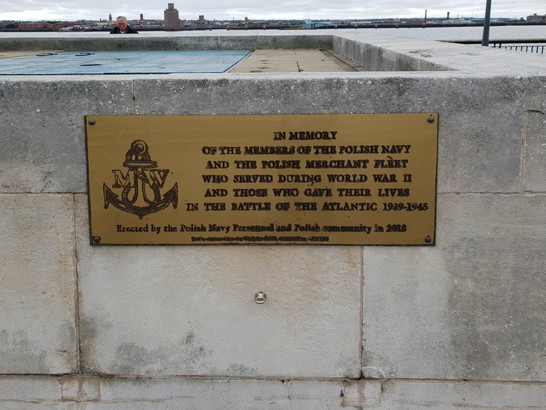 MW
IN MEMORY
OF THE MEMBERS OF THE POLISH NAVY
AND THE POLISH MERCHANT FLEET
WHO SERVED DURING WORLD WAR II
AND THOSE WHO GAVE THEIR LIVES
IN THE BATTLE OF THE ATLANTIC 1939-1945
Erected by the Polish Navy Personnel and Polish community in 2013